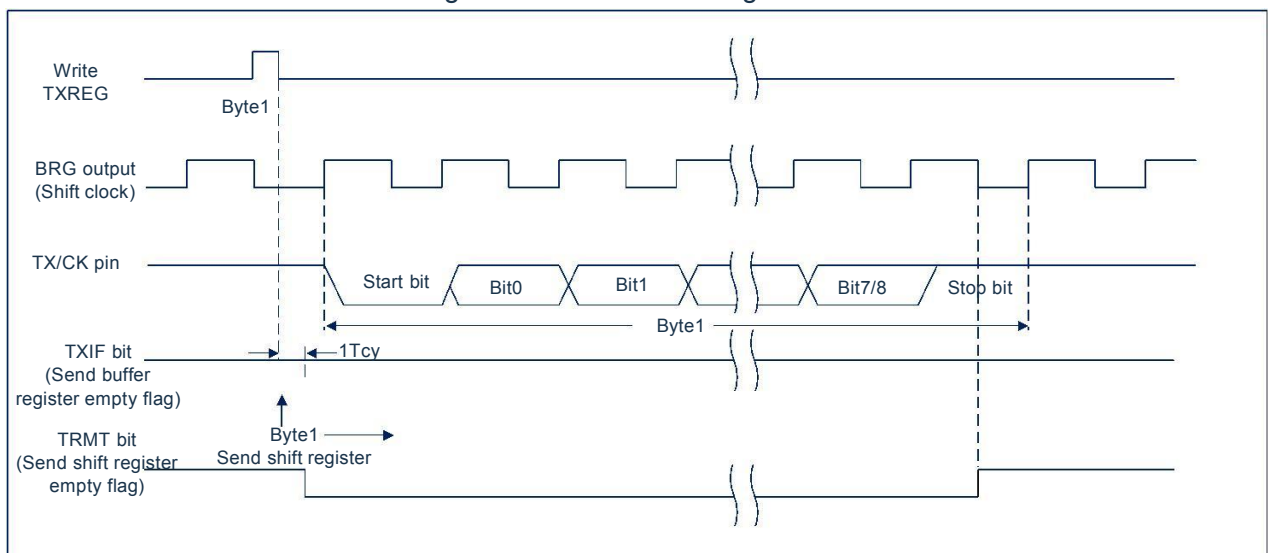 Write
TXREG
Byte1
BRG output
(Shift clock)
TX/CK pin
Start bit
Bit0
Bit1
Bit7/8
Stop bit
Byte1
TXIF bit
(Send buffer
register empty flag)
1Tcy
Byte1
Send shift register
TRMT bit
(Send shift register
empty flag)